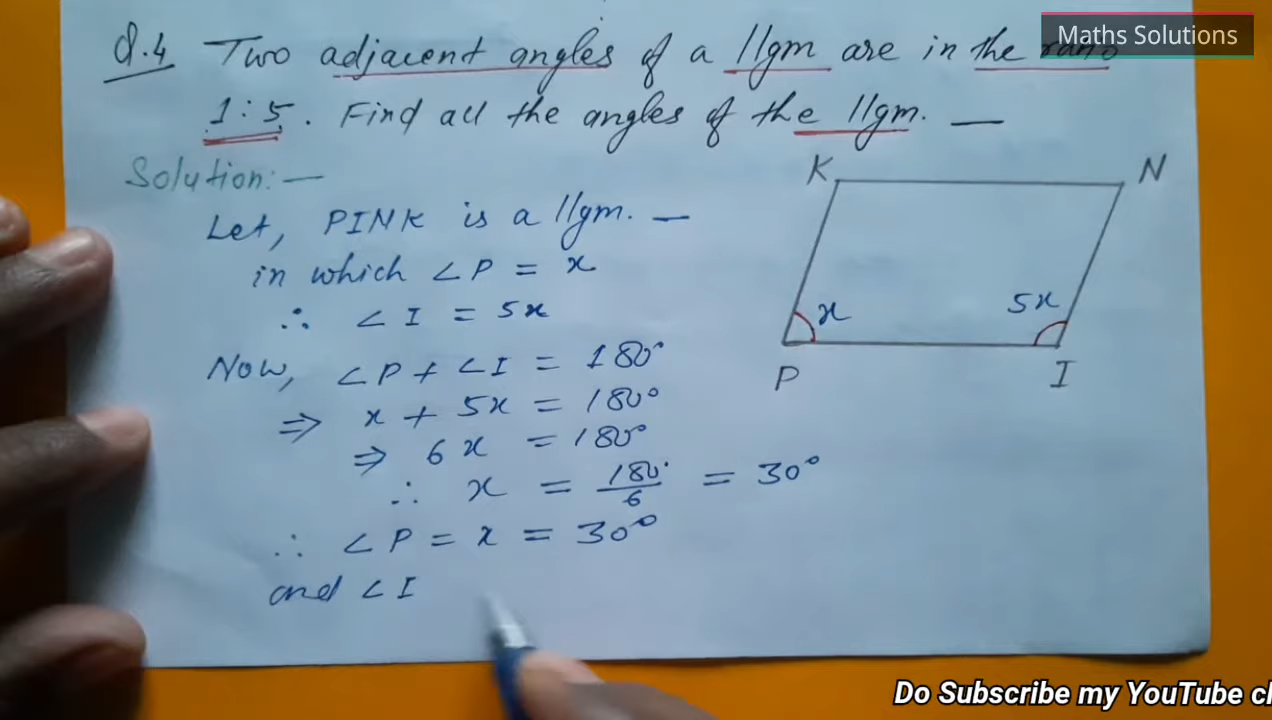 Maths Solutions
Q.4 Two adjacent angles of a //gm are in the ratio
1:5. Find all the angles of the //gm. —
Solution:—
Let, PINK is a //gm. —
in which ∠P = x
∴ ∠I = 5x
Now, ∠P + ∠I = 180°
⇒ x + 5x = 180°
⇒ 6x = 180°
∴ x = 180°/6 = 30°
∴ ∠P = x = 30°
and ∠I
K N
x 5x
P I
Do Subscribe my YouTube